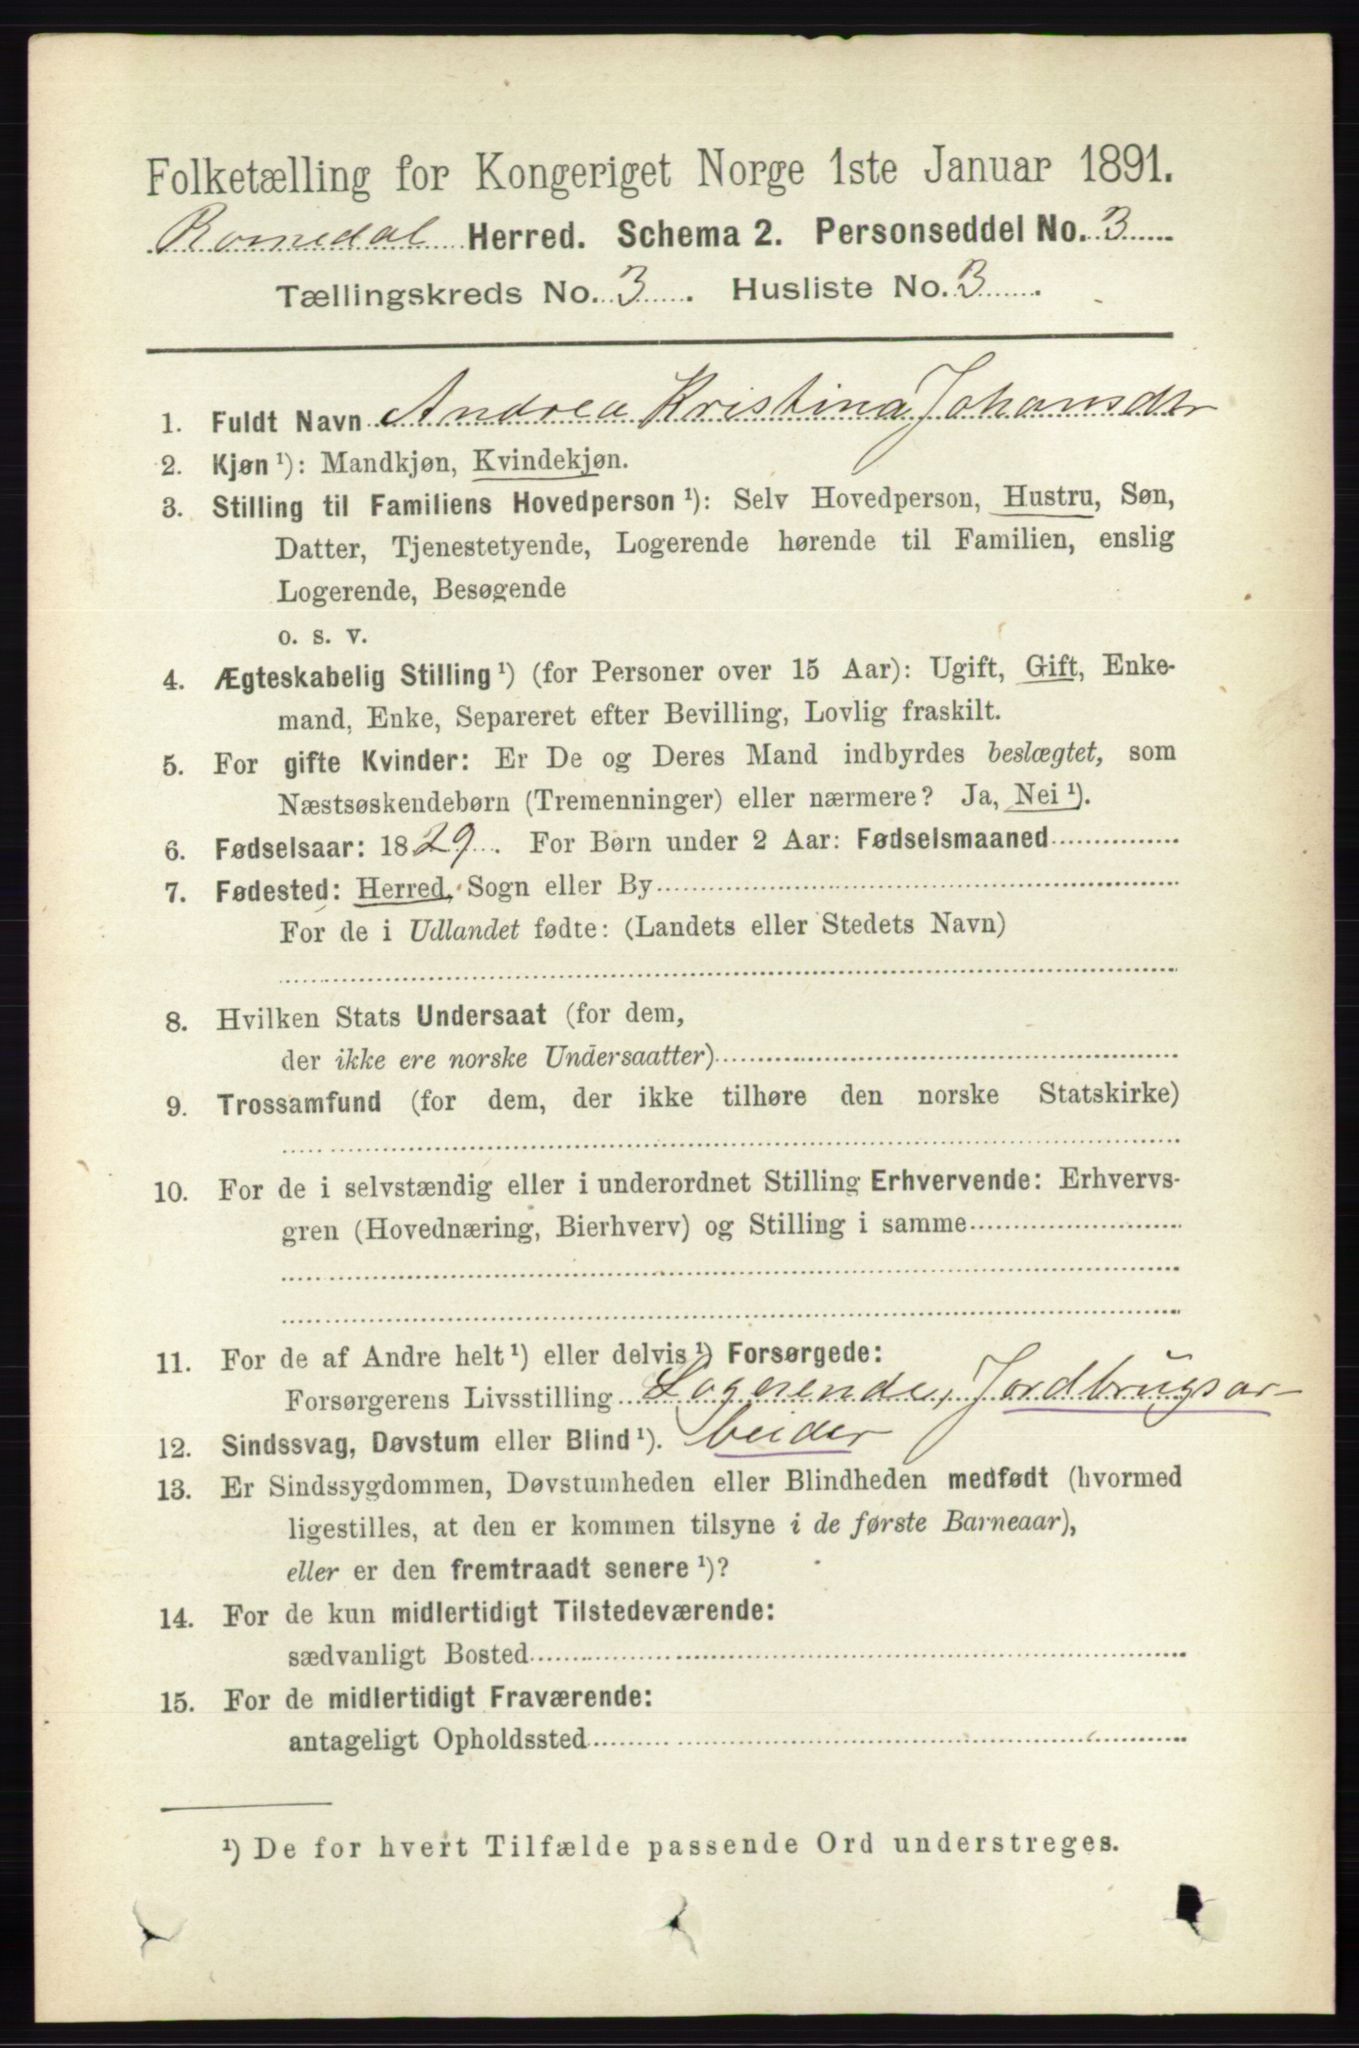 Folketælling for Kongeriget Norge 1ste Januar 1891.
Romedal Herred. Schema 2. Personseddel No. 3
Tællingskreds No. 3. Husliste No. 3.
1. Fuldt Navn Andrea Kristina Johansdtr
2. Kjøn ¹): Mandkjøn, Kvindekjøn.
3. Stilling til Familiens Hovedperson ¹): Selv Hovedperson, Hustru, Søn,
Datter, Tjenestetyende, Logerende hørende til Familien, enslig
Logerende, Besøgende
o. s. v.
4. Ægteskabelig Stilling ¹) (for Personer over 15 Aar): Ugift, Gift, Enke-
mand, Enke, Separeret efter Bevilling, Lovlig fraskilt.
5. For gifte Kvinder: Er De og Deres Mand indbyrdes beslægtet, som
Næstsøskendebørn (Tremenninger) eller nærmere? Ja, Nei ¹).
6. Fødselsaar: 1829. For Børn under 2 Aar: Fødselsmaaned
7. Fødested: Herred, Sogn eller By
For de i Udlandet fødte: (Landets eller Stedets Navn)
8. Hvilken Stats Undersaat (for dem,
der ikke ere norske Undersaatter)
9. Trossamfund (for dem, der ikke tilhøre den norske Statskirke)
10. For de i selvstændig eller i underordnet Stilling Erhvervende: Erhvervs-
gren (Hovednæring, Bierhverv) og Stilling i samme
11. For de af Andre helt ¹) eller delvis ¹) Forsørgede:
Forsørgerens Livsstilling Logerende, Jordbrugsar-
12. Sindssvag, Døvstum eller Blind ¹). beider
13. Er Sindssygdommen, Døvstumheden eller Blindheden medfødt (hvormed
ligestilles, at den er kommen tilsyne i de første Barneaar),
eller er den fremtraadt senere ¹)?
14. For de kun midlertidigt Tilstedeværende:
sædvanligt Bosted
15. For de midlertidigt Fraværende:
antageligt Opholdssted
¹) De for hvert Tilfælde passende Ord understreges.